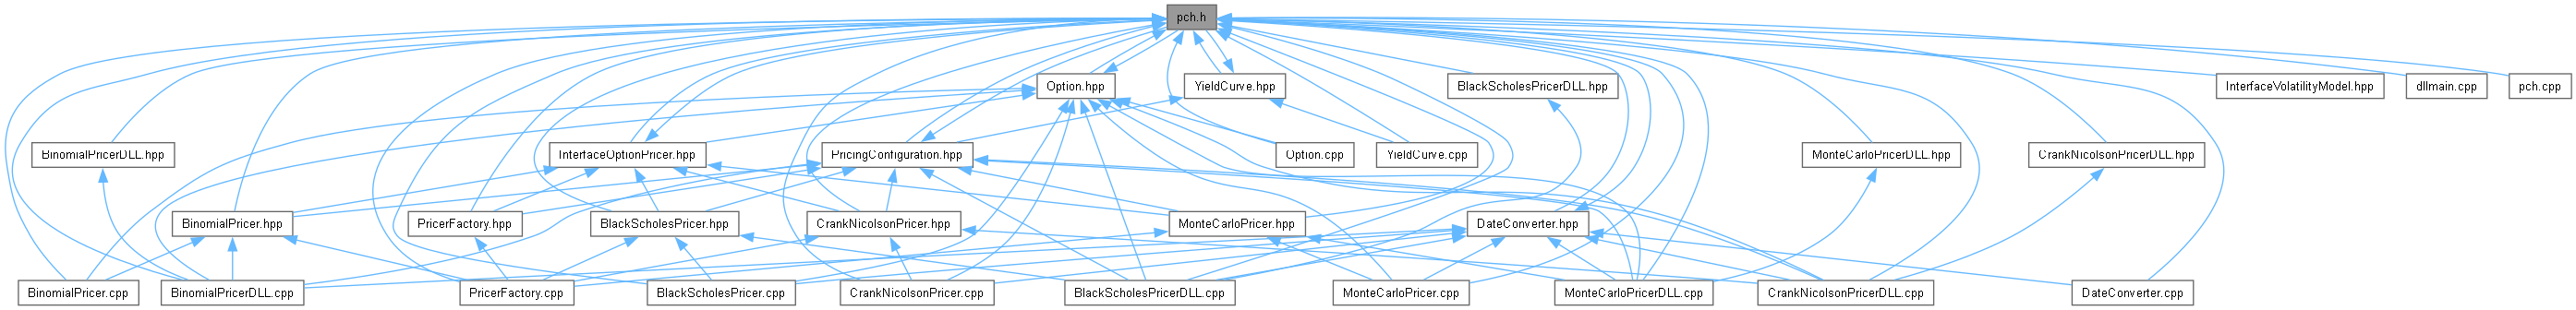 pch.h
Option.hpp
YieldCurve.hpp
BlackScholesPricerDLL.hpp
InterfaceVolatilityModel.hpp
dllmain.cpp
pch.cpp
BinomialPricerDLL.hpp
InterfaceOptionPricer.hpp
PricingConfiguration.hpp
Option.cpp
YieldCurve.cpp
MonteCarloPricerDLL.hpp
CrankNicolsonPricerDLL.hpp
BinomialPricer.hpp
PricerFactory.hpp
BlackScholesPricer.hpp
CrankNicolsonPricer.hpp
MonteCarloPricer.hpp
DateConverter.hpp
BinomialPricer.cpp
BinomialPricerDLL.cpp
PricerFactory.cpp
BlackScholesPricer.cpp
CrankNicolsonPricer.cpp
BlackScholesPricerDLL.cpp
MonteCarloPricer.cpp
MonteCarloPricerDLL.cpp
CrankNicolsonPricerDLL.cpp
DateConverter.cpp